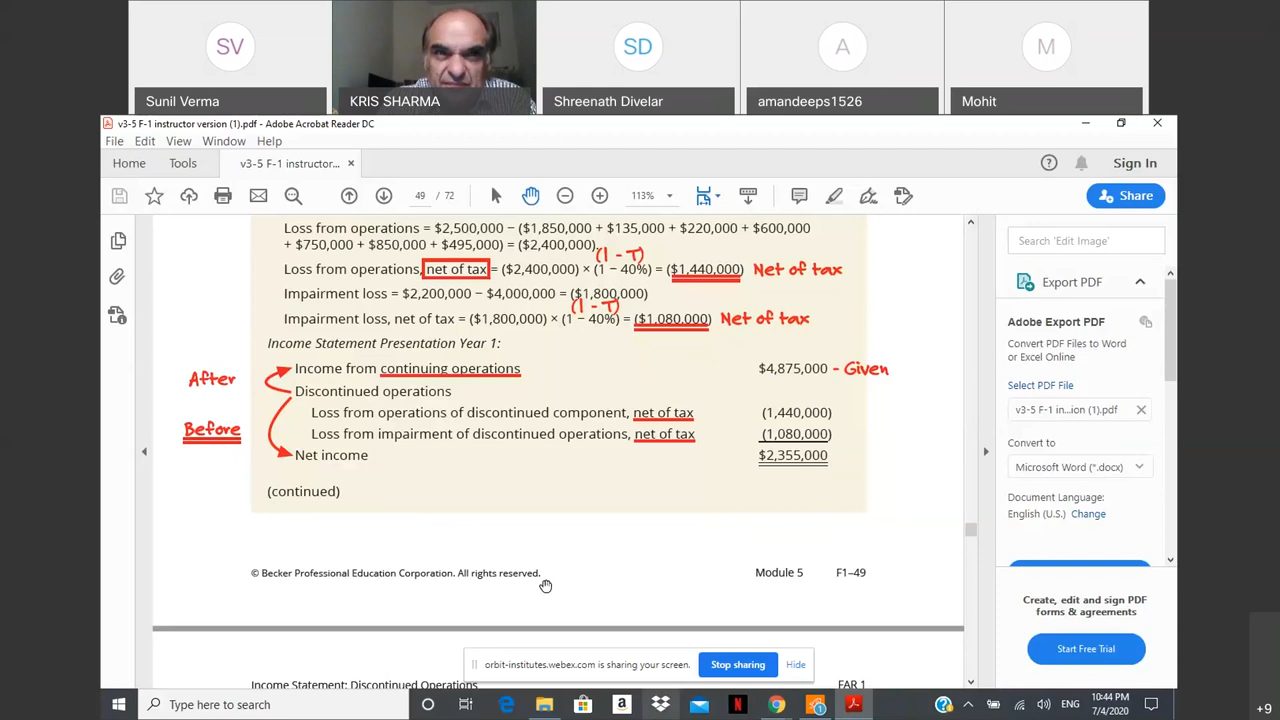 SV
SD
A
M
Sunil Verma
KRIS SHARMA
Shreenath Divelar
amandeeps1526
Mohit
v3-5 F-1 instructor version (1).pdf - Adobe Acrobat Reader DC
File Edit View Window Help
Home Tools v3-5 F-1 instructor... × Sign In
49 / 72 113% Share
Loss from operations = $2,500,000 − ($1,850,000 + $135,000 + $220,000 + $600,000
+ $750,000 + $850,000 + $495,000) = ($2,400,000).
(1 - T)
Loss from operations, net of tax = ($2,400,000) × (1 − 40%) = ($1,440,000) Net of tax
Impairment loss = $2,200,000 − $4,000,000 = ($1,800,000)
(1 - T)
Impairment loss, net of tax = ($1,800,000) × (1 − 40%) = ($1,080,000) Net of tax
Income Statement Presentation Year 1:
Income from continuing operations $4,875,000 - Given
After
Discontinued operations
Loss from operations of discontinued component, net of tax (1,440,000)
Before
Loss from impairment of discontinued operations, net of tax (1,080,000)
Net income $2,355,000
(continued)
© Becker Professional Education Corporation. All rights reserved. Module 5 F1–49
Income Statement: Discontinued Operations FAR 1
Search 'Edit Image'
Export PDF
Adobe Export PDF
Convert PDF Files to Word
or Excel Online
Select PDF File
v3-5 F-1 in...ion (1).pdf
Convert to
Microsoft Word (*.docx)
Document Language:
English (U.S.) Change
Create, edit and sign PDF
forms & agreements
Start Free Trial
orbit-institutes.webex.com is sharing your screen. Stop sharing Hide
Type here to search
ENG
10:44 PM
7/4/2020
+9